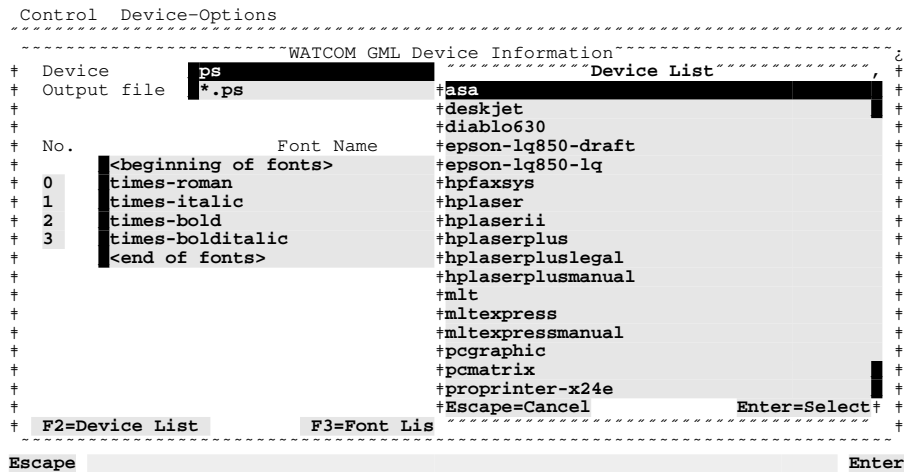 Control  Device-Options
WATCOM GML Device Information
Device  ps  Device List
Output file  *.ps  asa
deskjet
diablo630
No.  Font Name  epson-lq850-draft
<beginning of fonts>  epson-lq850-lq
0  times-roman  hpfaxsys
1  times-italic  hplaser
2  times-bold  hplaserii
3  times-bolditalic  hplaserplus
<end of fonts>  hplaserpluslegal
hplaserplusmanual
mlt
mltexpress
mltexpressmanual
pcgraphic
pcmatrix
proprinter-x24e
Escape=Cancel  Enter=Select
F2=Device List  F3=Font Lis
Escape  Enter